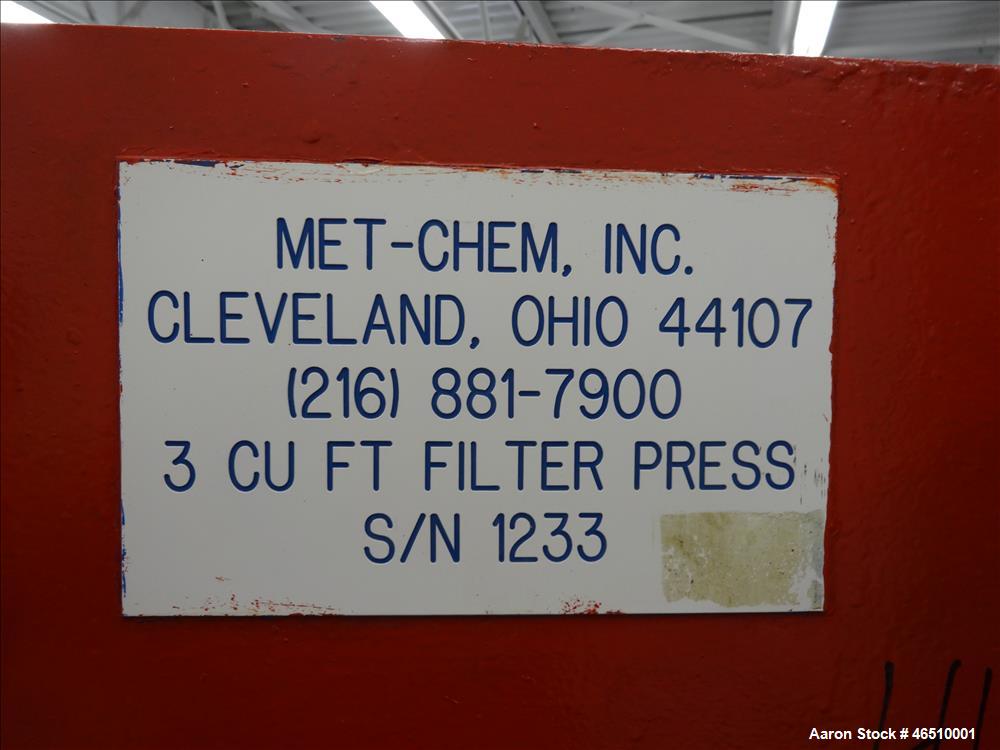 MET-CHEM, INC.
CLEVELAND, OHIO 44107
(216) 881-7900
3 CU FT FILTER PRESS
S/N 1233
Aaron Stock # 46510001